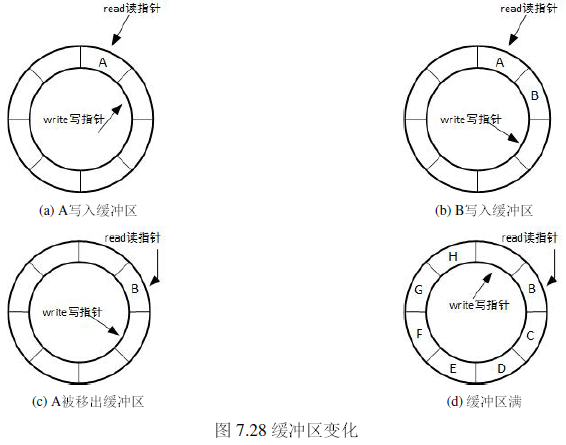 read读指针
A
write写指针
(a) A写入缓冲区
read读指针
A
B
write写指针
(b) B写入缓冲区
read读指针
B
write写指针
(c) A被移出缓冲区
read读指针
H
B
G
write写指针
F
C
E
D
(d) 缓冲区满
图 7.28 缓冲区变化